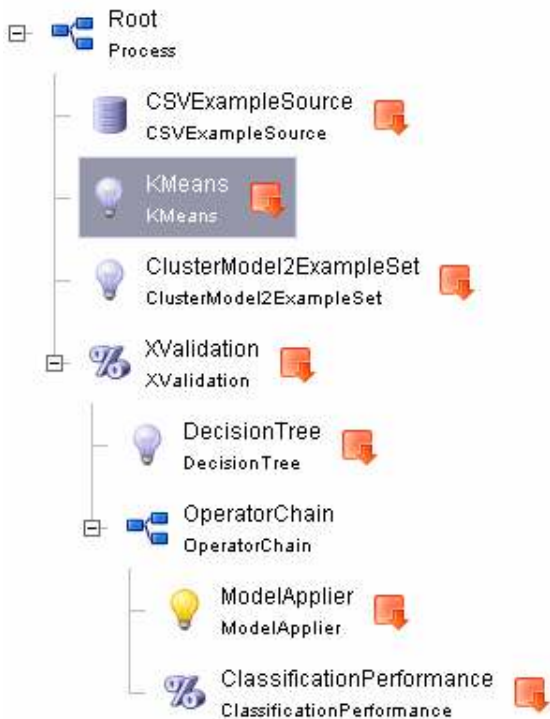 Root
Process
CSVExampleSource
CSVExampleSource
KMeans
KMeans
ClusterModel2ExampleSet
ClusterModel2ExampleSet
XValidation
XValidation
DecisionTree
DecisionTree
OperatorChain
OperatorChain
ModelApplier
ModelApplier
ClassificationPerformance
ClassificationPerformance